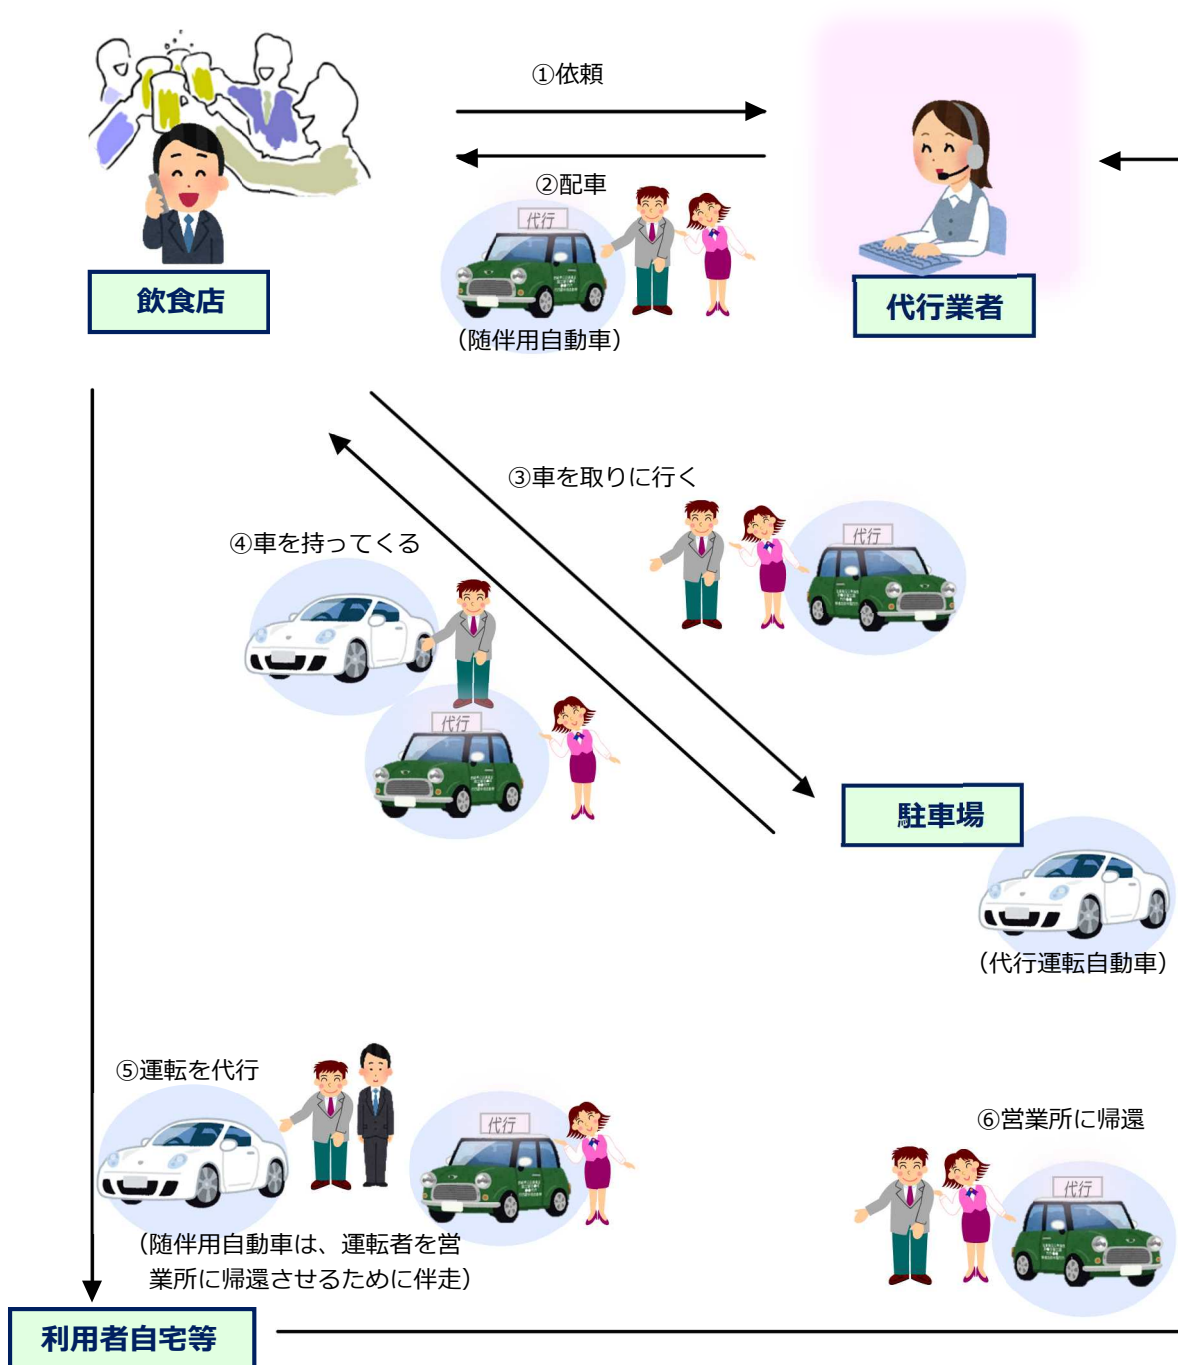 ①依頼
②配車
代行
飲食店
代行業者
（随伴用自動車）
③車を取りに行く
代行
④車を持ってくる
代行
駐車場
（代行運転自動車）
⑤運転を代行
代行
⑥営業所に帰還
代行
（随伴用自動車は、運転者を営
業所に帰還させるために伴走）
利用者自宅等